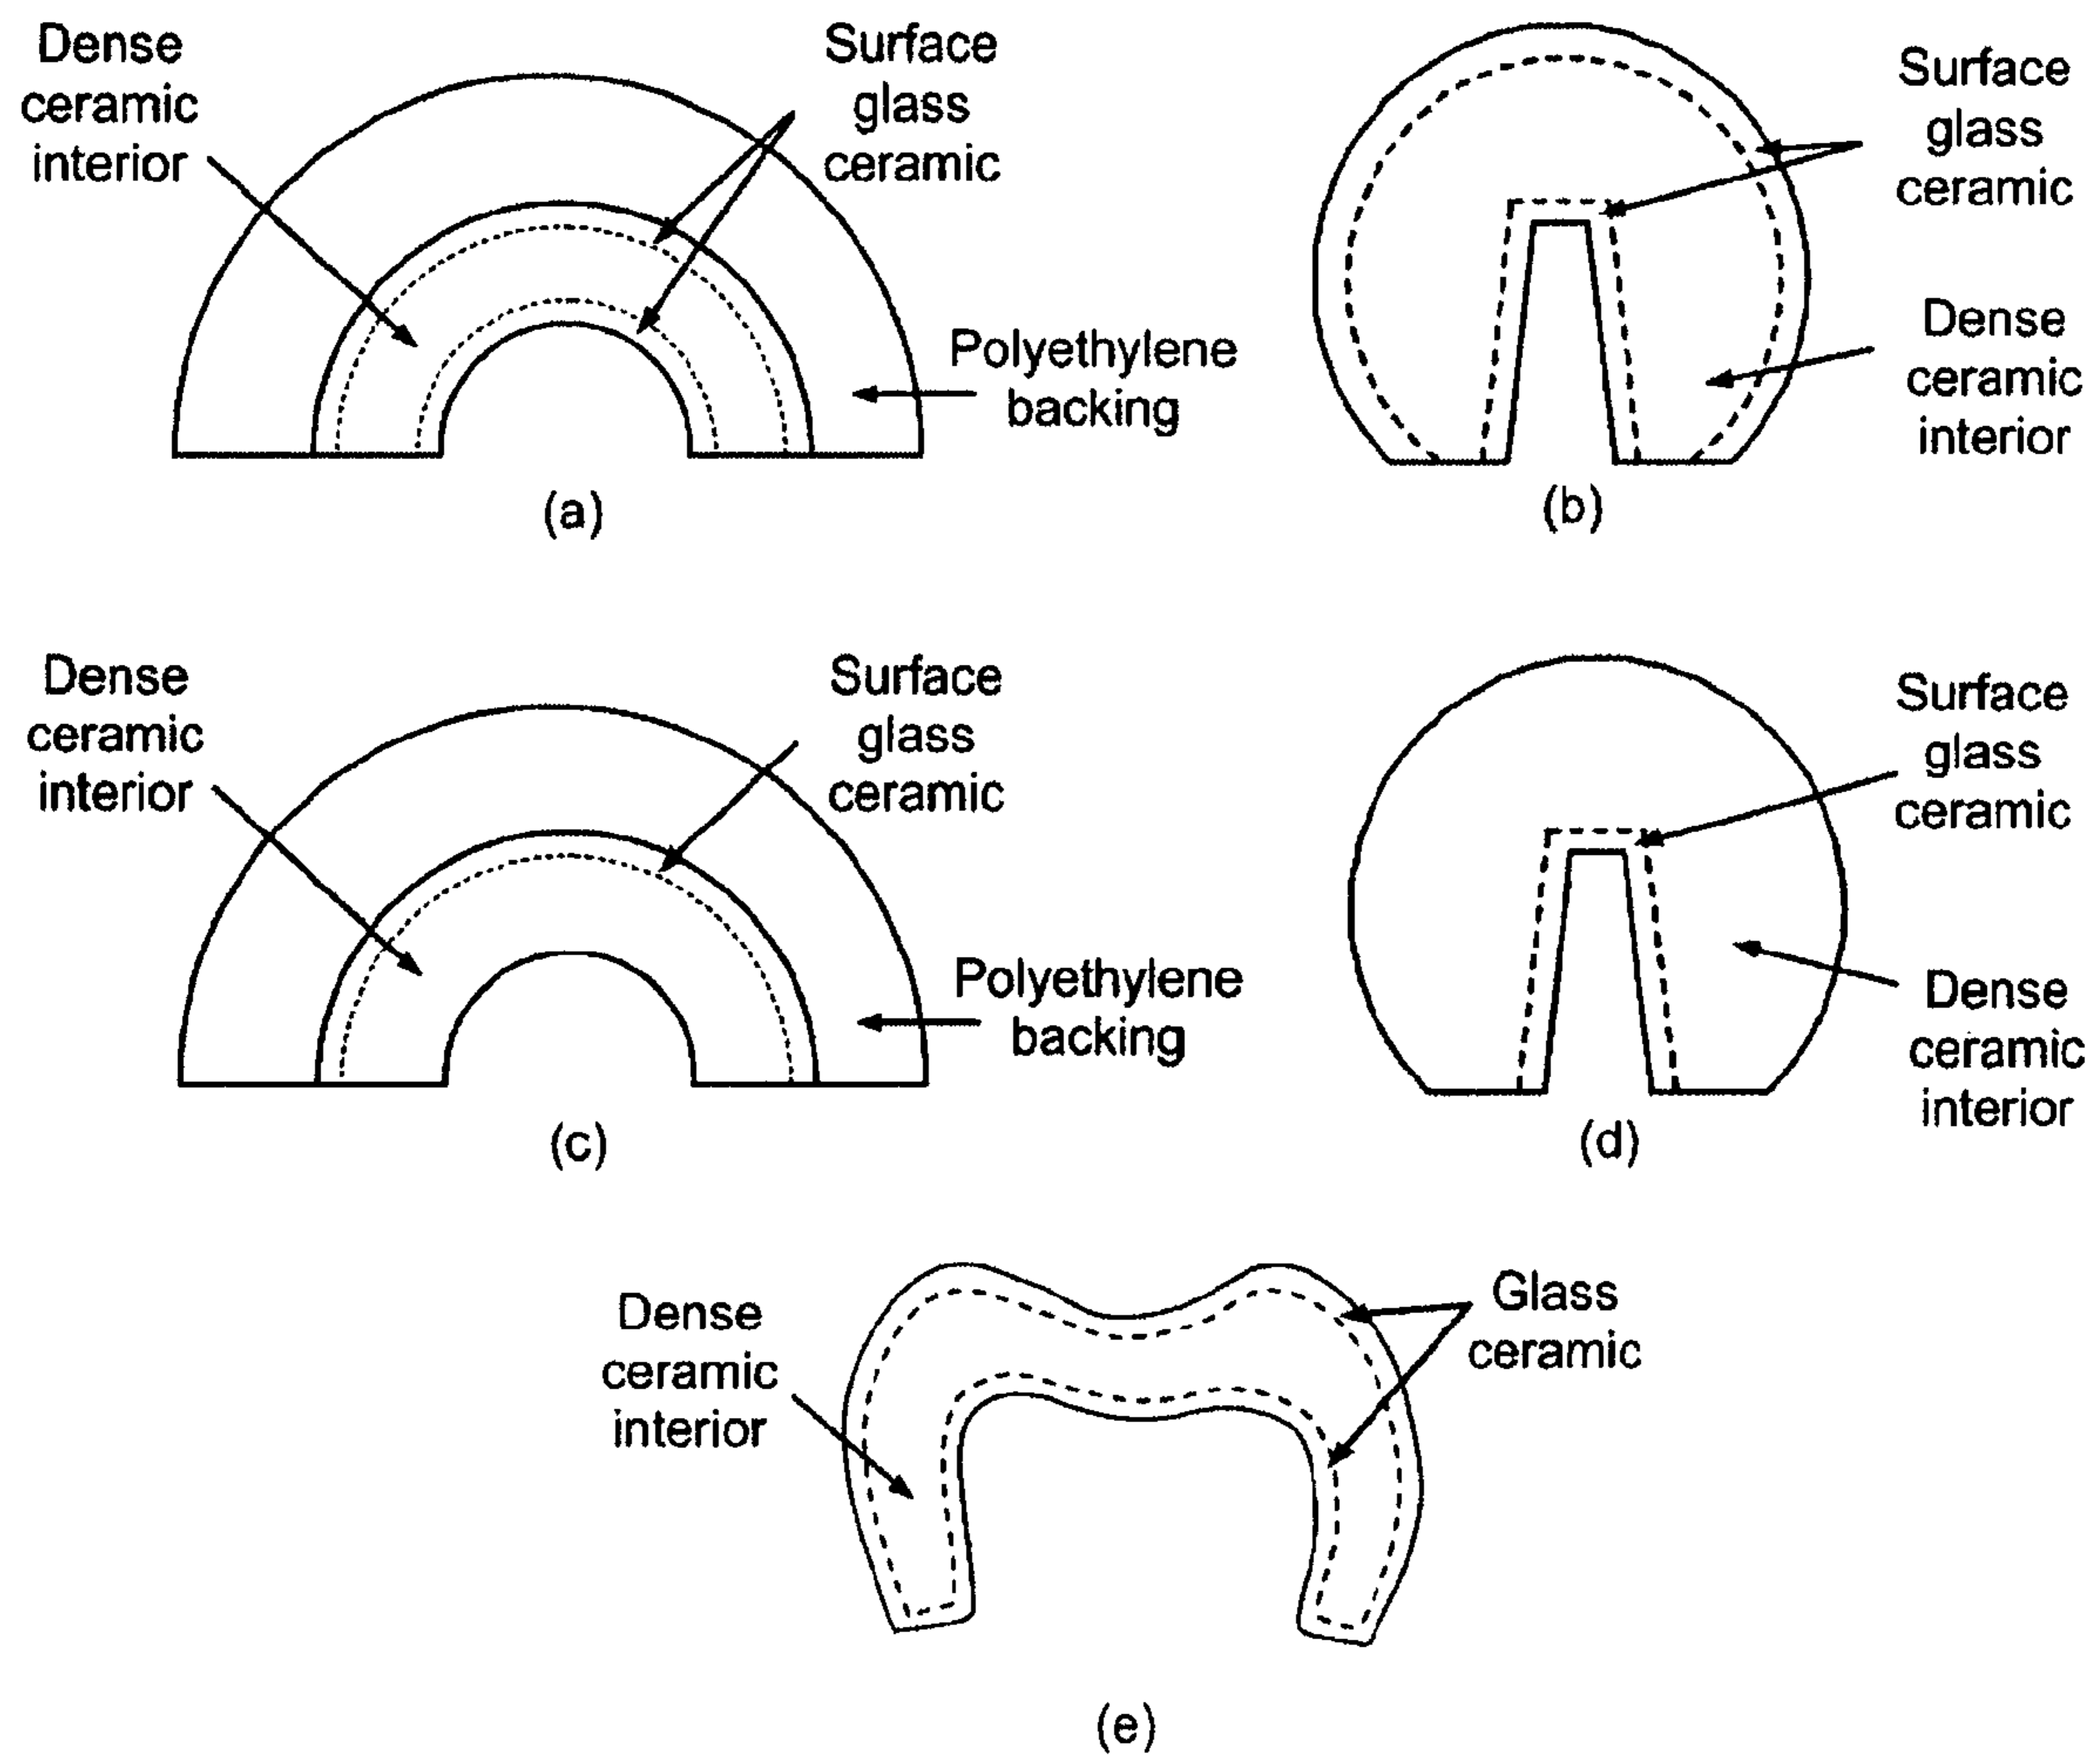 Dense
ceramic
interior
Surface
glass
ceramic
Polyethylene
backing
(a)
Surface
glass
ceramic
Dense
ceramic
interior
(b)
Dense
ceramic
interior
Surface
glass
ceramic
Polyethylene
backing
(c)
Surface
glass
ceramic
Dense
ceramic
interior
(d)
Dense
ceramic
interior
Glass
ceramic
(e)